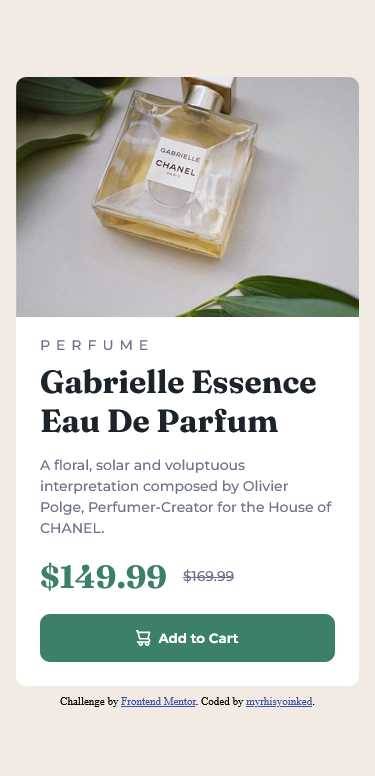 GABRIELLE
CHANEL
PARIS
PERFUME
Gabrielle Essence
Eau De Parfum
A floral, solar and voluptuous
interpretation composed by Olivier
Polge, Perfumer-Creator for the House of
CHANEL.
$149.99 $169.99
Add to Cart
Challenge by Frontend Mentor. Coded by myrhisyoinked.